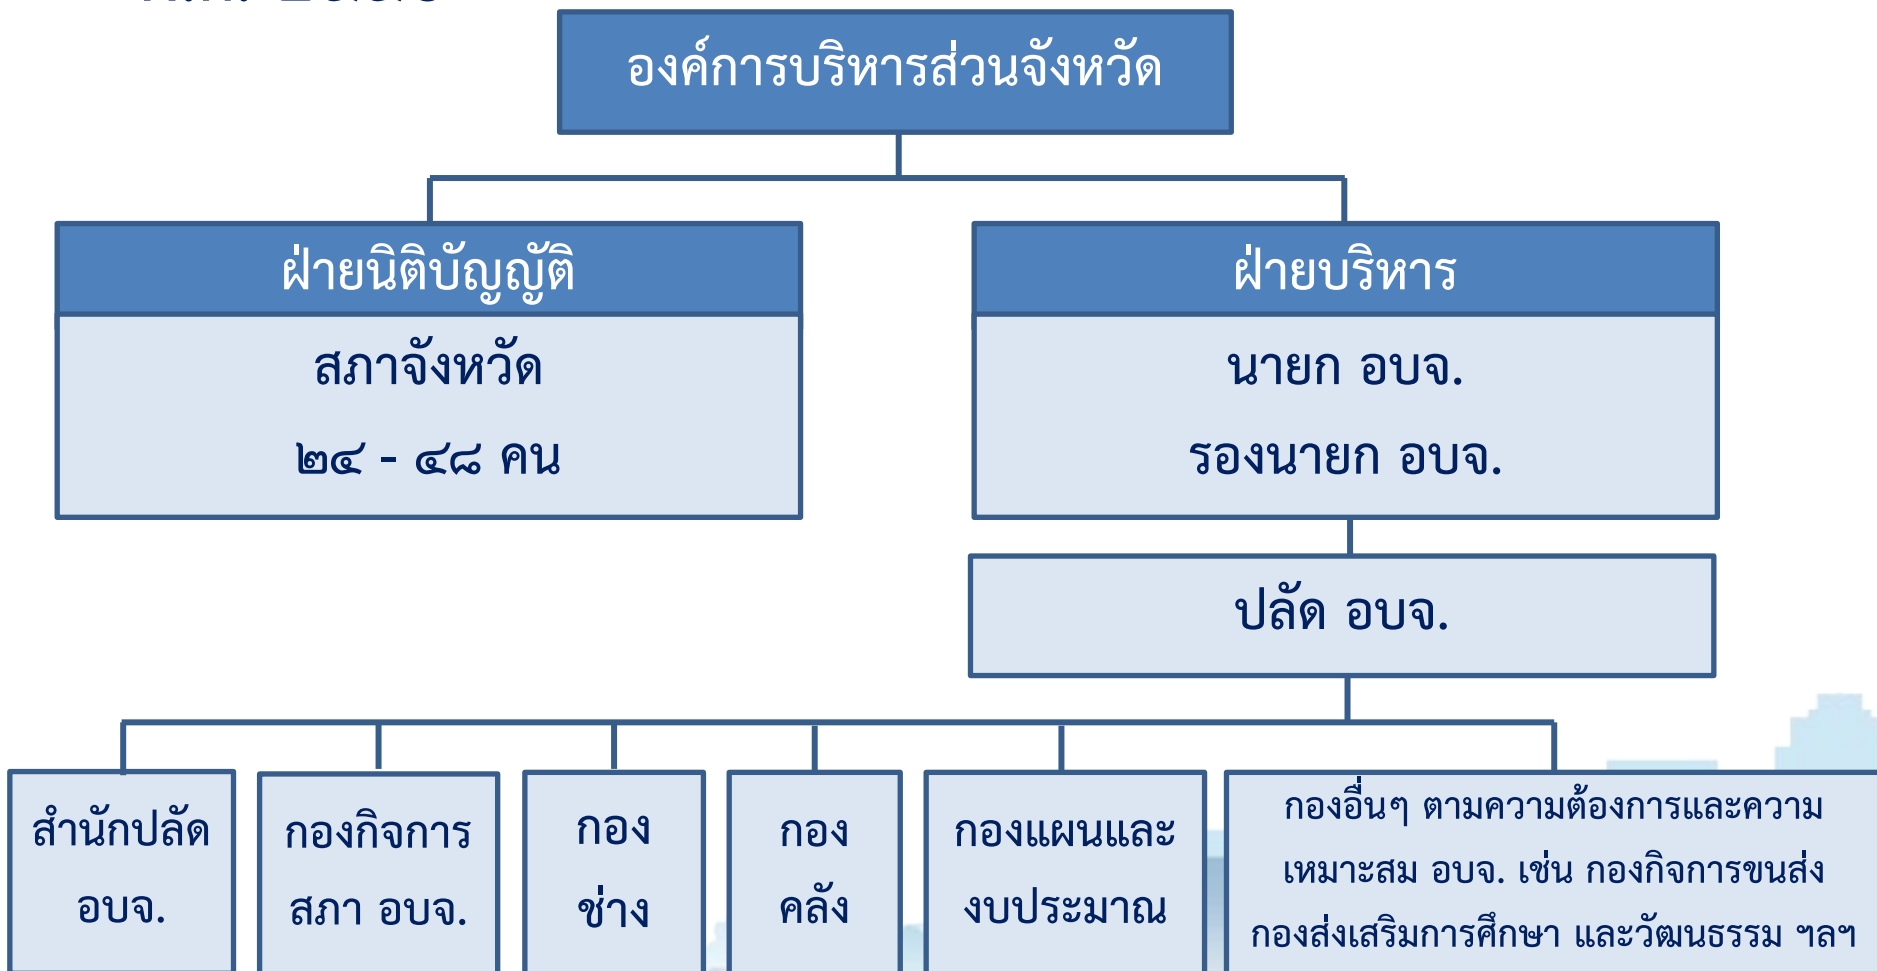 องค์การบริหารส่วนจังหวัด
ฝ่ายนิติบัญญัติ
สภาจังหวัด
๒๔ - ๔๘ คน
ฝ่ายบริหาร
นายก อบจ.
รองนายก อบจ.
ปลัด อบจ.
สำนักปลัด
อบจ.
กองกิจการ
สภา อบจ.
กอง
ช่าง
กอง
คลัง
กองแผนและ
งบประมาณ
กองอื่นๆ ตามความต้องการและความ
เหมาะสม อบจ. เช่น กองกิจการขนส่ง
กองส่งเสริมการศึกษา และวัฒนธรรม ฯลฯ